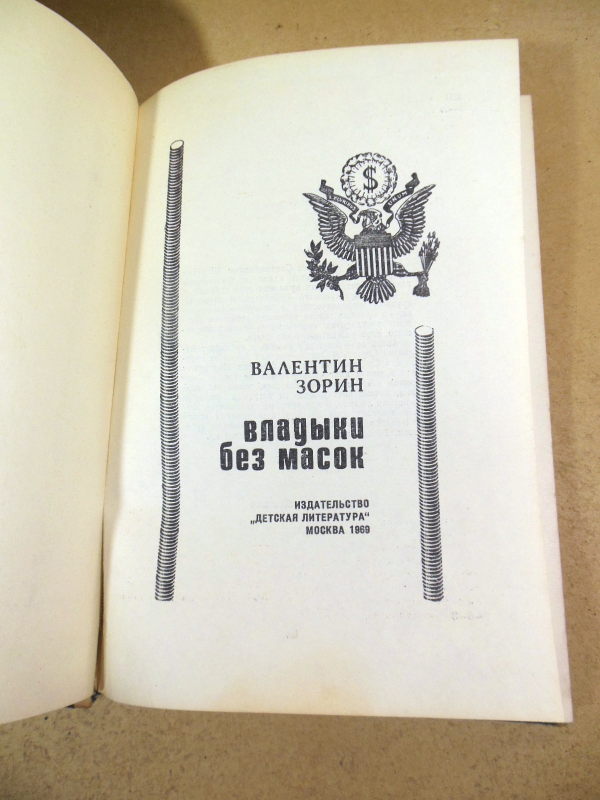 $
ВАЛЕНТИН
ЗОРИН
владыки
без масок
ИЗДАТЕЛЬСТВО
„ДЕТСКАЯ ЛИТЕРАТУРА“
МОСКВА 1969